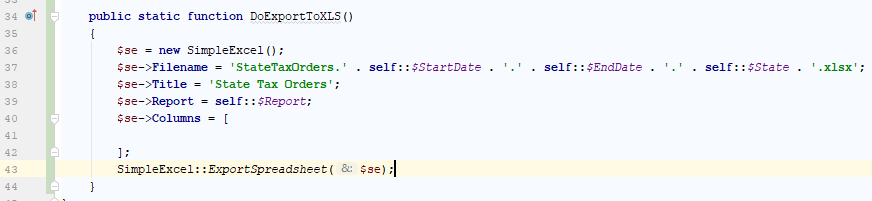 34 public static function DoExportToXLS()
35 {
36 $se = new SimpleExcel();
37 $se->Filename = 'StateTaxOrders.' . self::$StartDate . '.' . self::$EndDate . '.' . self::$State . '.xlsx';
38 $se->Title = 'State Tax Orders';
39 $se->Report = self::$Report;
40 $se->Columns = [
41
42 ];
43 SimpleExcel::ExportSpreadsheet( &: $se);
44 }